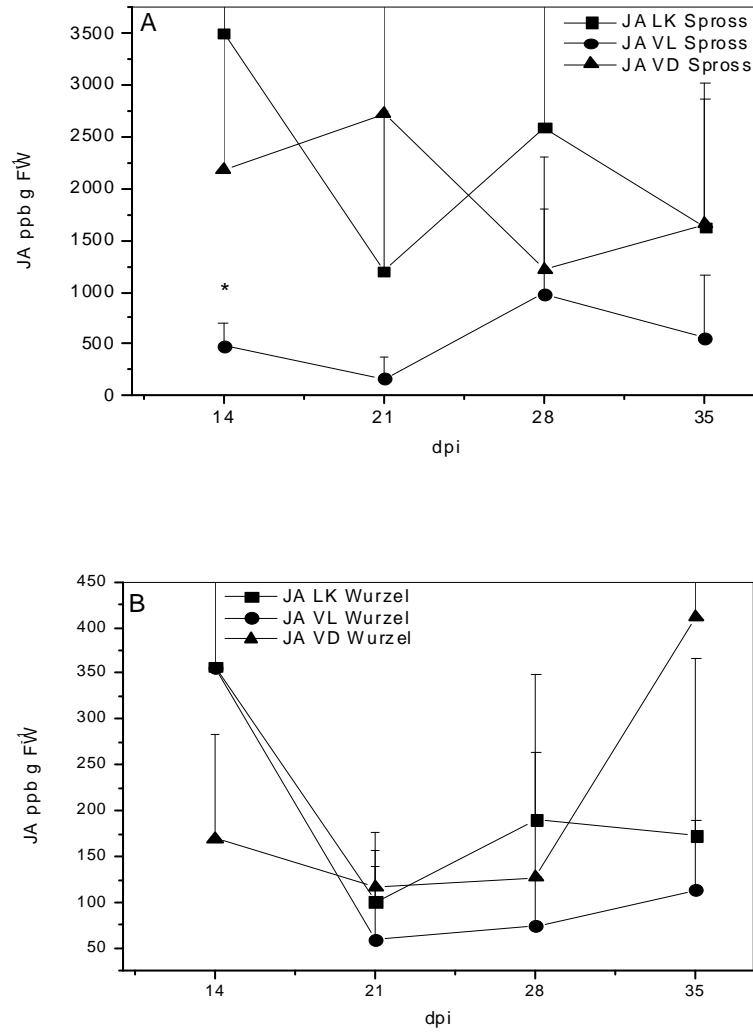 A
JA LK Spross
JA VL Spross
JA VD Spross
3500
3000
2500
2000
1500
1000
500
0
JA ppb g FW
*
14 21 28 35
dpi
B
JA LK Wurzel
JA VL Wurzel
JA VD Wurzel
450
400
350
300
250
200
150
100
50
JA ppb g FW
14 21 28 35
dpi